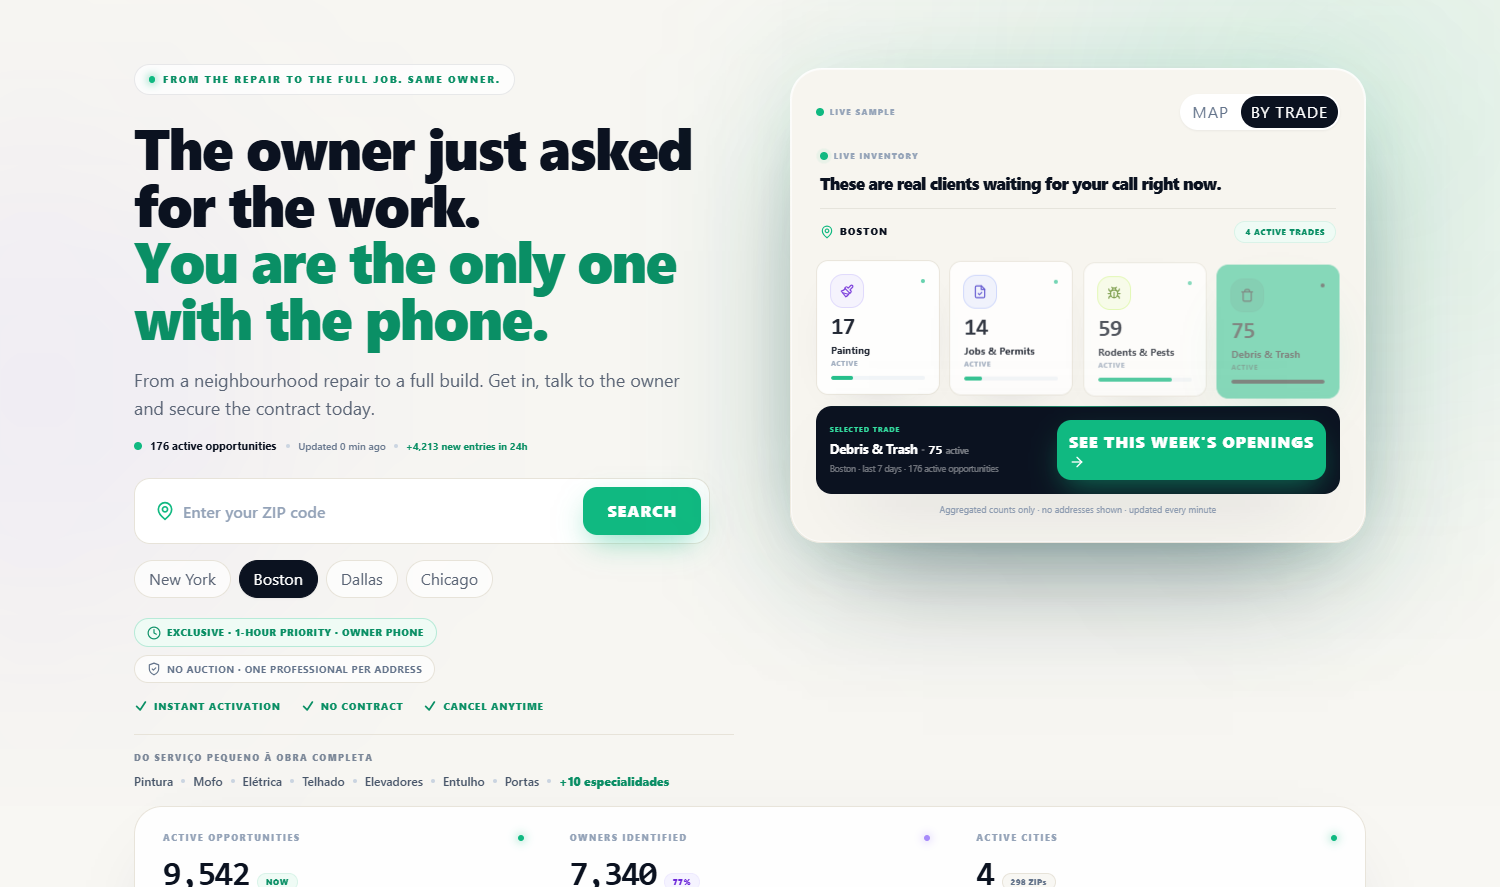 FROM THE REPAIR TO THE FULL JOB. SAME OWNER.
The owner just asked
for the work.
You are the only one
with the phone.
From a neighbourhood repair to a full build. Get in, talk to the owner
and secure the contract today.
176 active opportunities • Updated 0 min ago • +4,213 new entries in 24h
Enter your ZIP code
SEARCH
New York
Boston
Dallas
Chicago
EXCLUSIVE · 1-HOUR PRIORITY · OWNER PHONE
NO AUCTION · ONE PROFESSIONAL PER ADDRESS
INSTANT ACTIVATION
NO CONTRACT
CANCEL ANYTIME
DO SERVIÇO PEQUENO À OBRA COMPLETA
Pintura • Mofo • Elétrica • Telhado • Elevadores • Entulho • Portas • +10 especialidades
LIVE SAMPLE
MAP
BY TRADE
LIVE INVENTORY
These are real clients waiting for your call right now.
BOSTON
4 ACTIVE TRADES
17
Painting
ACTIVE
14
Jobs & Permits
ACTIVE
59
Rodents & Pests
ACTIVE
75
Debris & Trash
ACTIVE
SELECTED TRADE
Debris & Trash · 75 active
Boston · last 7 days · 176 active opportunities
SEE THIS WEEK'S OPENINGS
→
Aggregated counts only · no addresses shown · updated every minute
ACTIVE OPPORTUNITIES
9,542 NOW
OWNERS IDENTIFIED
7,340 77%
ACTIVE CITIES
4 298 ZIPs